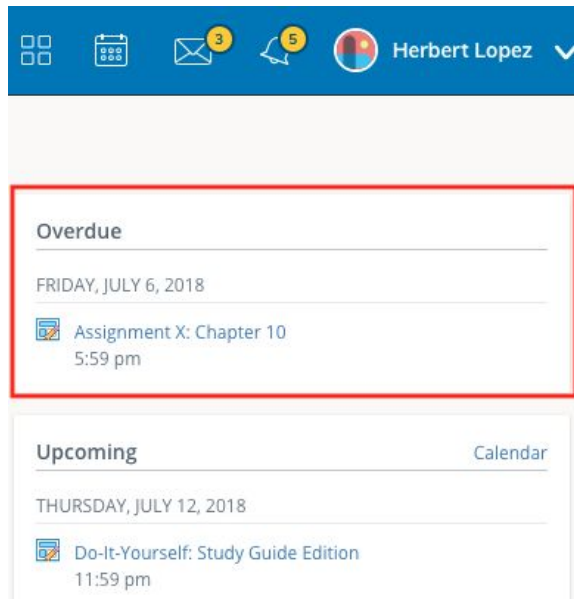 3
5
Herbert Lopez
Overdue
FRIDAY, JULY 6, 2018
Assignment X: Chapter 10
5:59 pm
Upcoming Calendar
THURSDAY, JULY 12, 2018
Do-It-Yourself: Study Guide Edition
11:59 pm